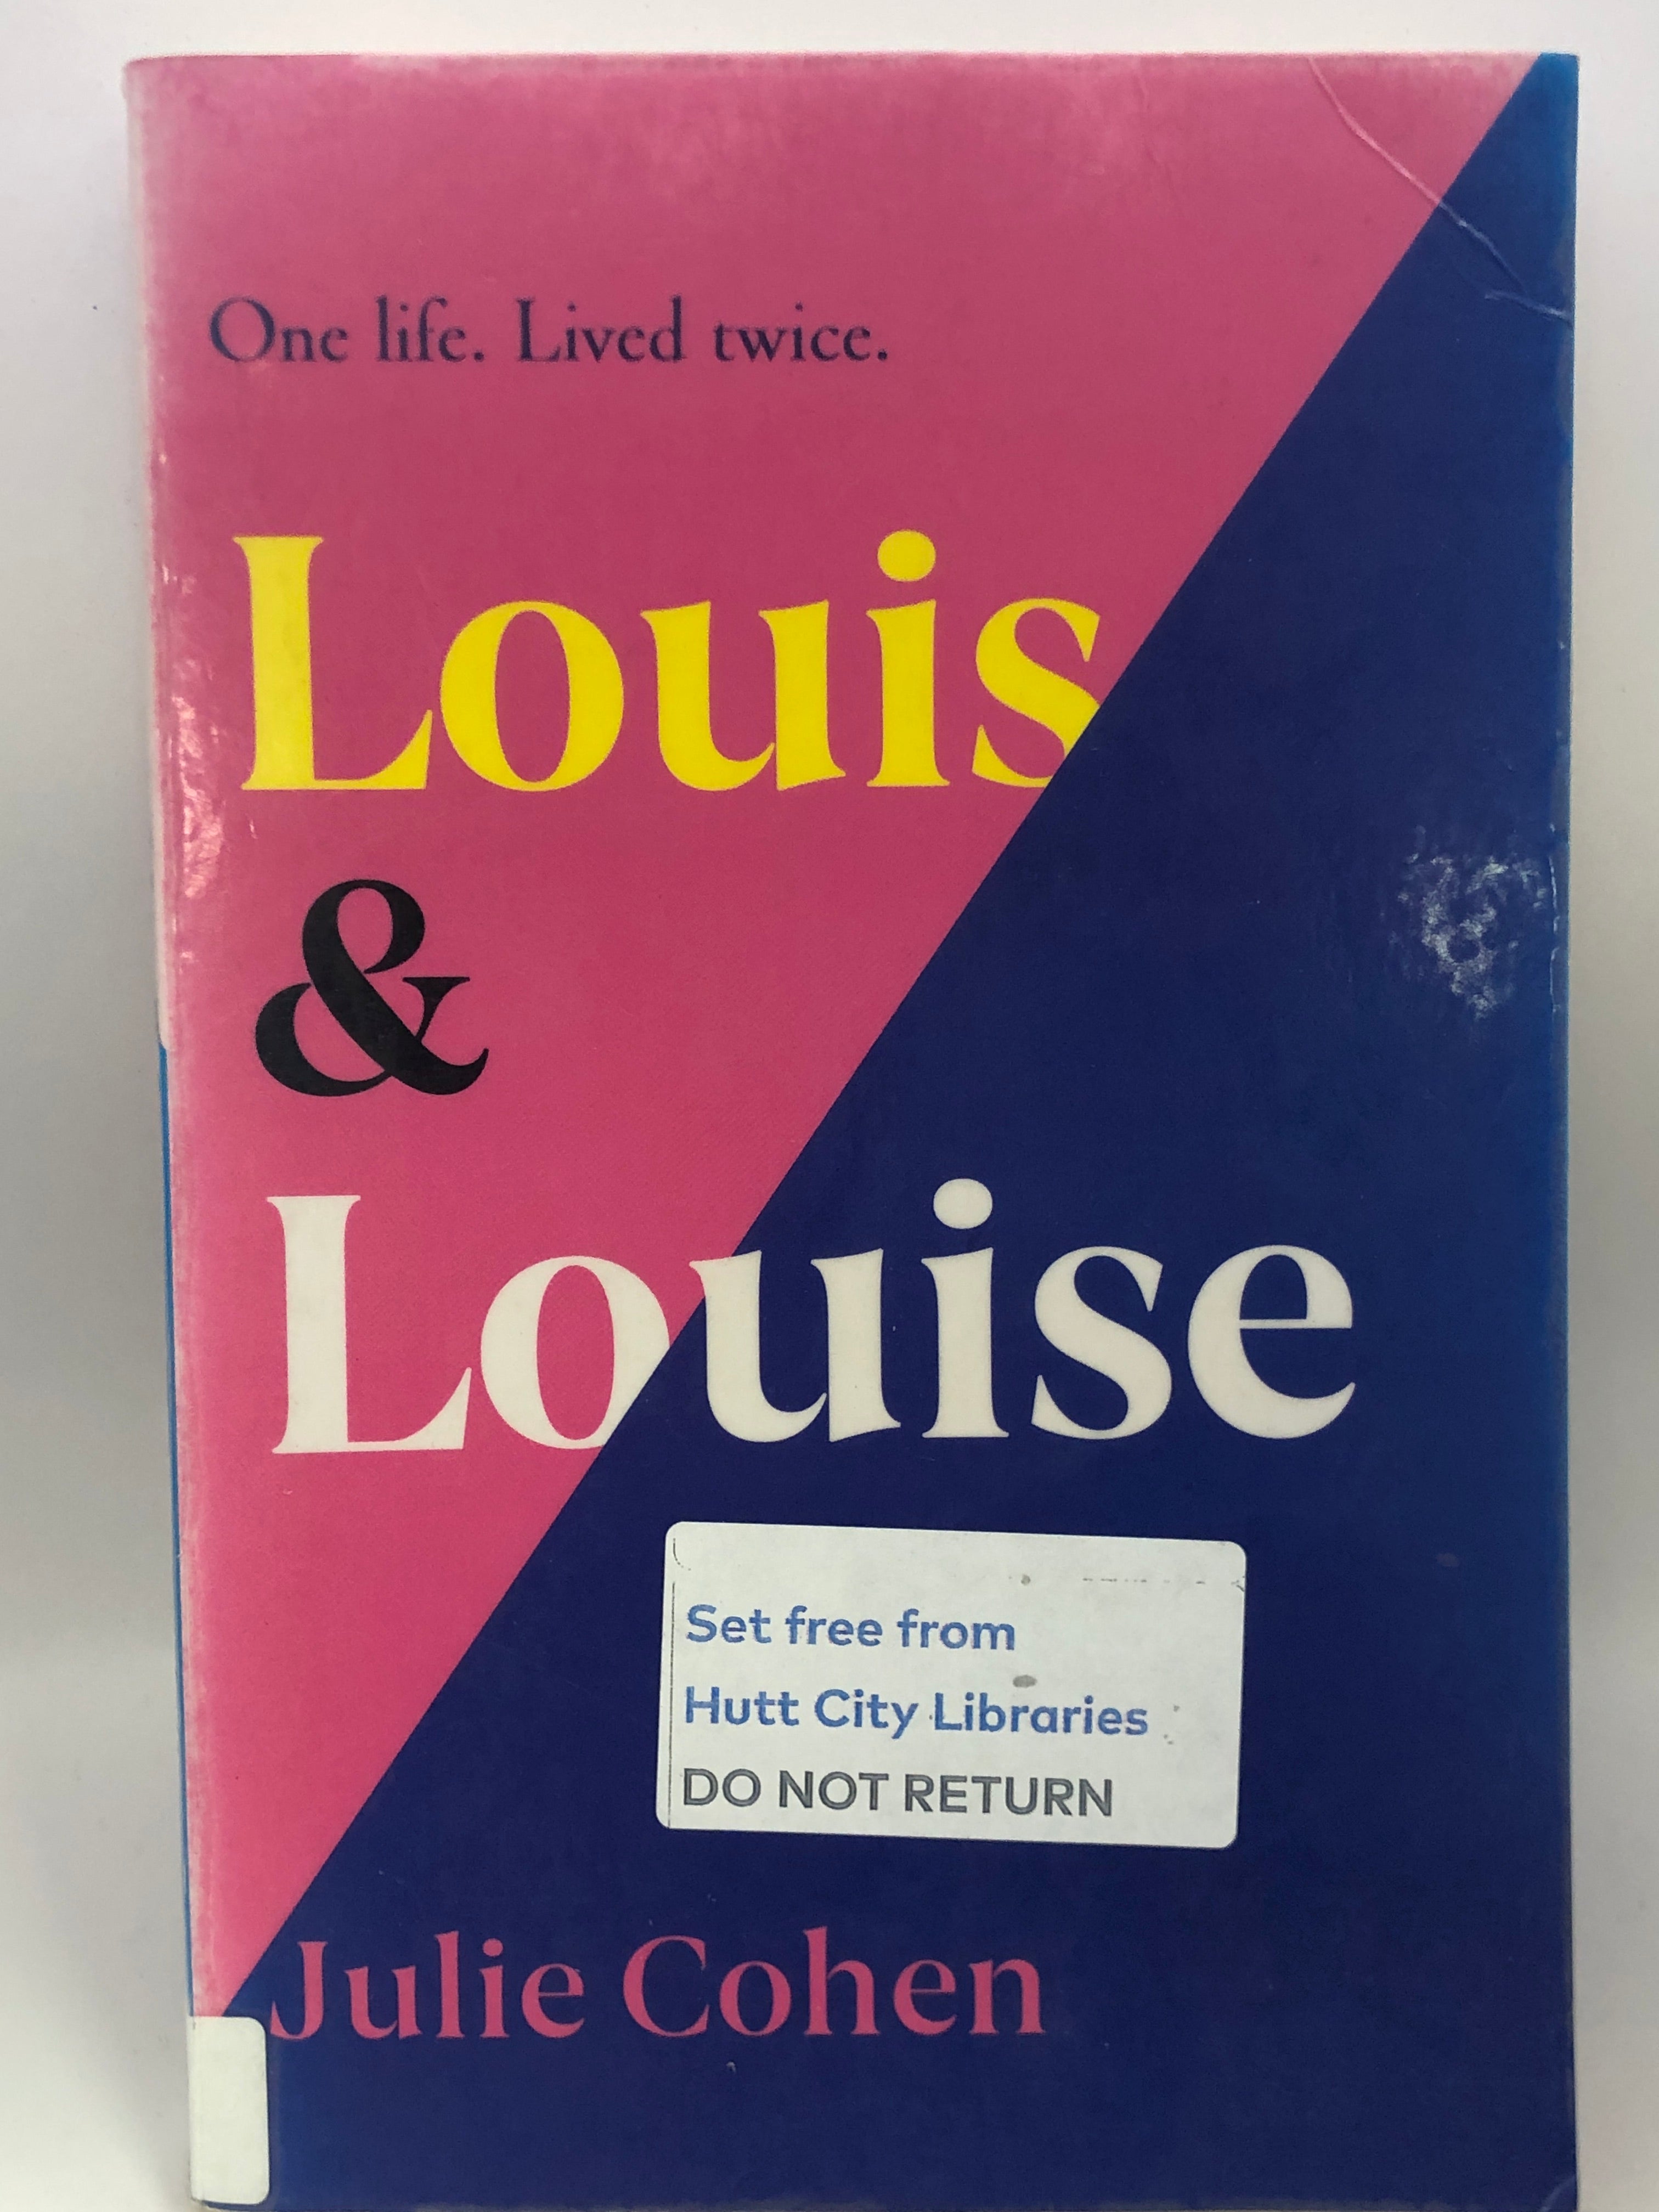 One life. Lived twice.
Louis
&
Louise
Set free from
Hutt City Libraries
DO NOT RETURN
Julie Cohen